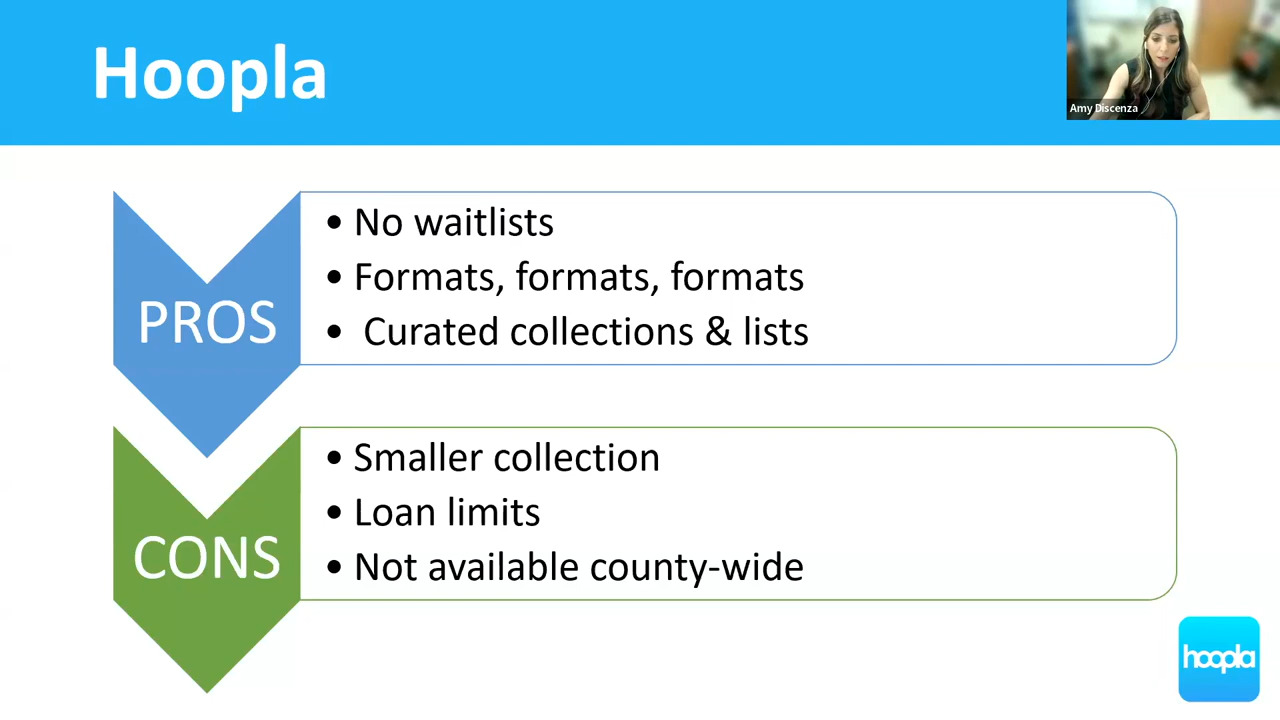 Hoopla
Amy Discenza
PROS
• No waitlists
• Formats, formats, formats
• Curated collections & lists
CONS
• Smaller collection
• Loan limits
• Not available county-wide
hoopla